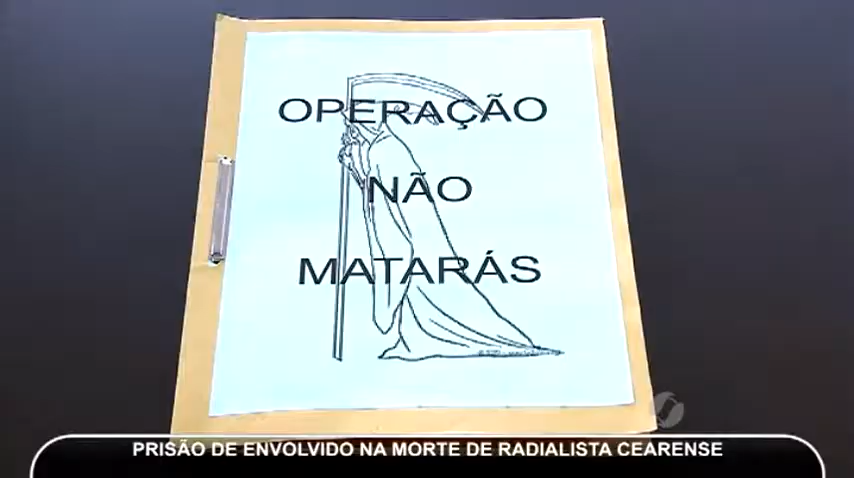 OPERAÇÃO
NÃO
MATARÁS
PRISÃO DE ENVOLVIDO NA MORTE DE RADIALISTA CEARENSE